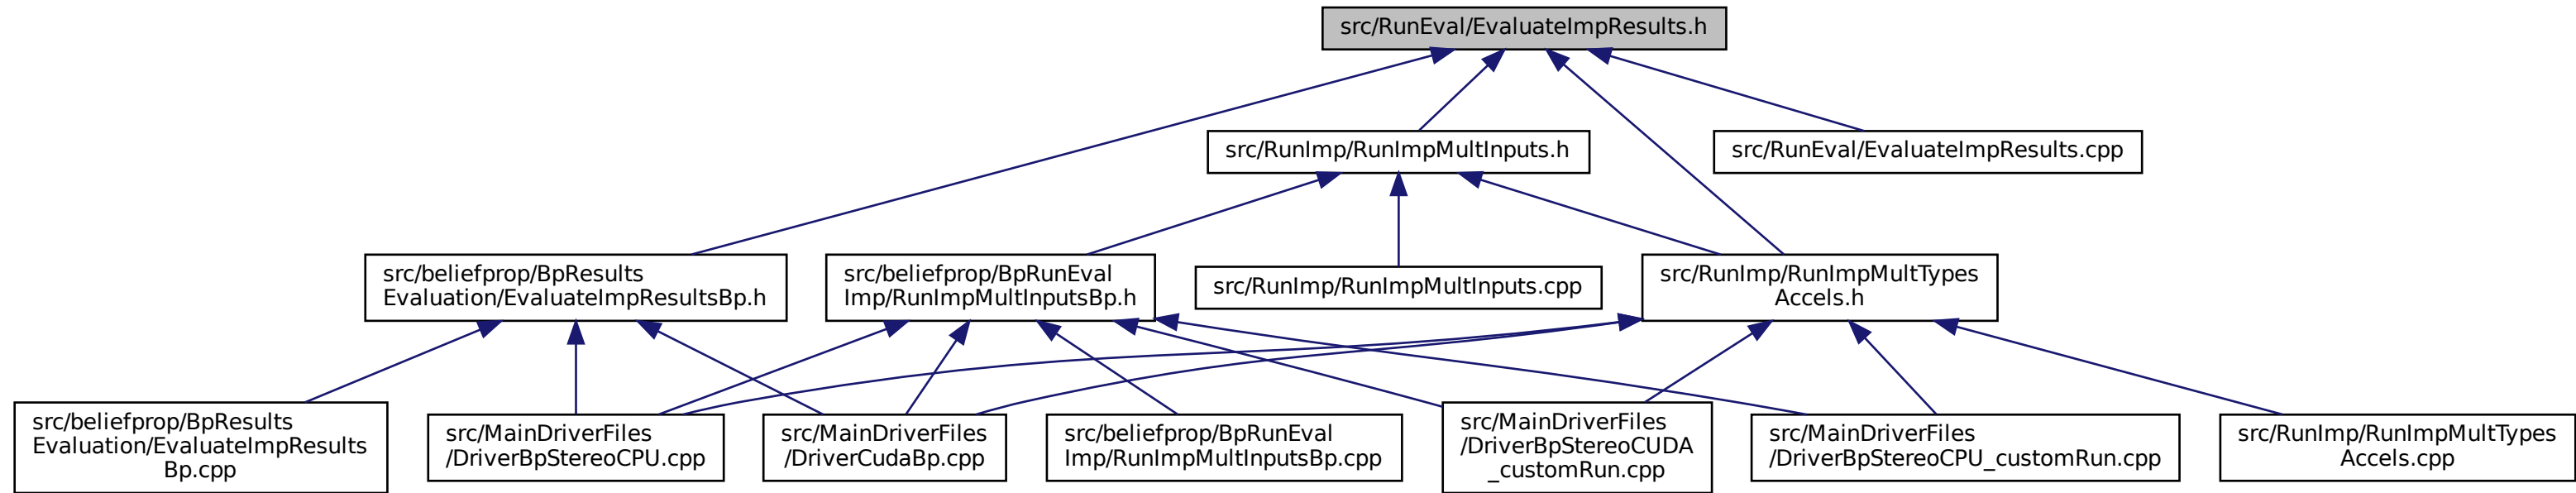 src/RunEval/EvaluateImpResults.h
src/RunImp/RunImpMultInputs.h
src/RunEval/EvaluateImpResults.cpp
src/beliefprop/BpResults
Evaluation/EvaluateImpResultsBp.h
src/beliefprop/BpRunEval
Imp/RunImpMultInputsBp.h
src/RunImp/RunImpMultInputs.cpp
src/RunImp/RunImpMultTypes
Accels.h
src/beliefprop/BpResults
Evaluation/EvaluateImpResults
Bp.cpp
src/MainDriverFiles
/DriverBpStereoCPU.cpp
src/MainDriverFiles
/DriverCudaBp.cpp
src/beliefprop/BpRunEval
Imp/RunImpMultInputsBp.cpp
src/MainDriverFiles
/DriverBpStereoCUDA
_customRun.cpp
src/MainDriverFiles
/DriverBpStereoCPU_customRun.cpp
src/RunImp/RunImpMultTypes
Accels.cpp